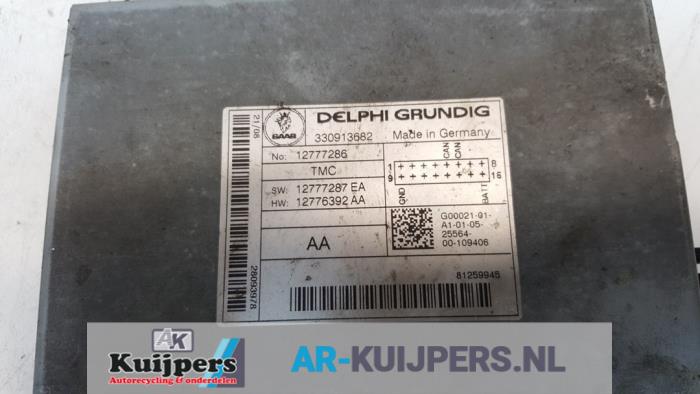 21/06
SAAB
DELPHI GRUNDIG
330913682 Made in Germany
No: 12777286
TMC
CAN
CAN
1 8
9 16
GND
BATT
SW: 12777287 EA
HW: 12776392 AA
AA
G00021-91-
A1-01-05-
25564-
00-109406
28093978
81259945
AK
Kuijpers
Autorecycling & onderdelen
AR-KUIJPERS.NL